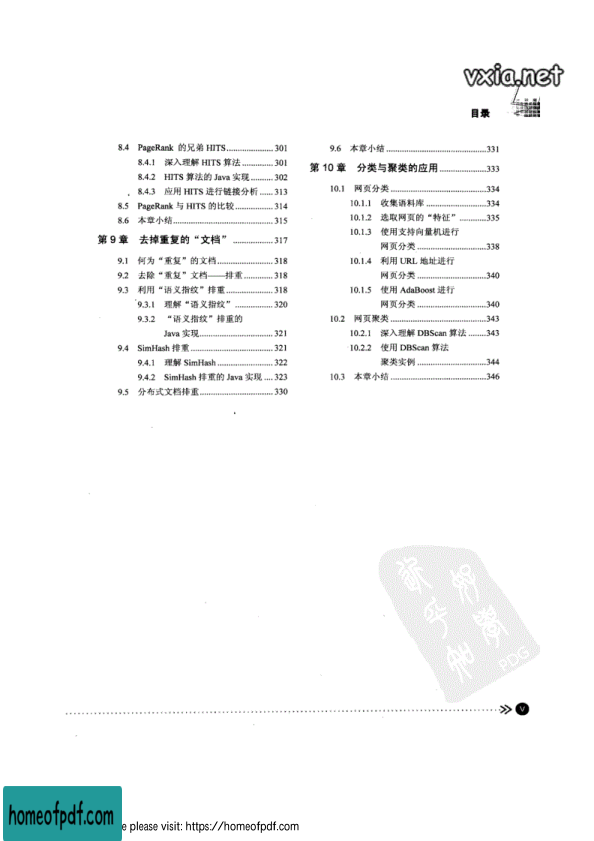 vxia.net
目录
8.4 PageRank 的兄弟 HITS.....................301
8.4.1 深入理解 HITS 算法..............301
8.4.2 HITS 算法的 Java 实现..........302
8.4.3 应用 HITS 进行链接分析......313
8.5 PageRank 与 HITS 的比较.................314
8.6 本章小结.............................................315
第 9 章 去掉重复的“文档”..................317
9.1 何为“重复”的文档.........................318
9.2 去除“重复”文档——排重.............318
9.3 利用“语义指纹”排重.....................318
9.3.1 理解“语义指纹”.................320
9.3.2 “语义指纹”排重的
Java 实现.................................321
9.4 SimHash 排重.....................................321
9.4.1 理解 SimHash.........................322
9.4.2 SimHash 排重的 Java 实现....323
9.5 分布式文档排重.................................330
9.6 本章小结.............................................331
第 10 章 分类与聚类的应用.....................333
10.1 网页分类...........................................334
10.1.1 收集语料库...........................334
10.1.2 选取网页的“特征”............335
10.1.3 使用支持向量机进行
网页分类...............................338
10.1.4 利用 URL 地址进行
网页分类...............................340
10.1.5 使用 AdaBoost 进行
网页分类...............................340
10.2 网页聚类...........................................343
10.2.1 深入理解 DBScan 算法........343
10.2.2 使用 DBScan 算法
聚类实例...............................344
10.3 本章小结...........................................346
PDG
V
homeofpdf.com
e please visit: https://homeofpdf.com